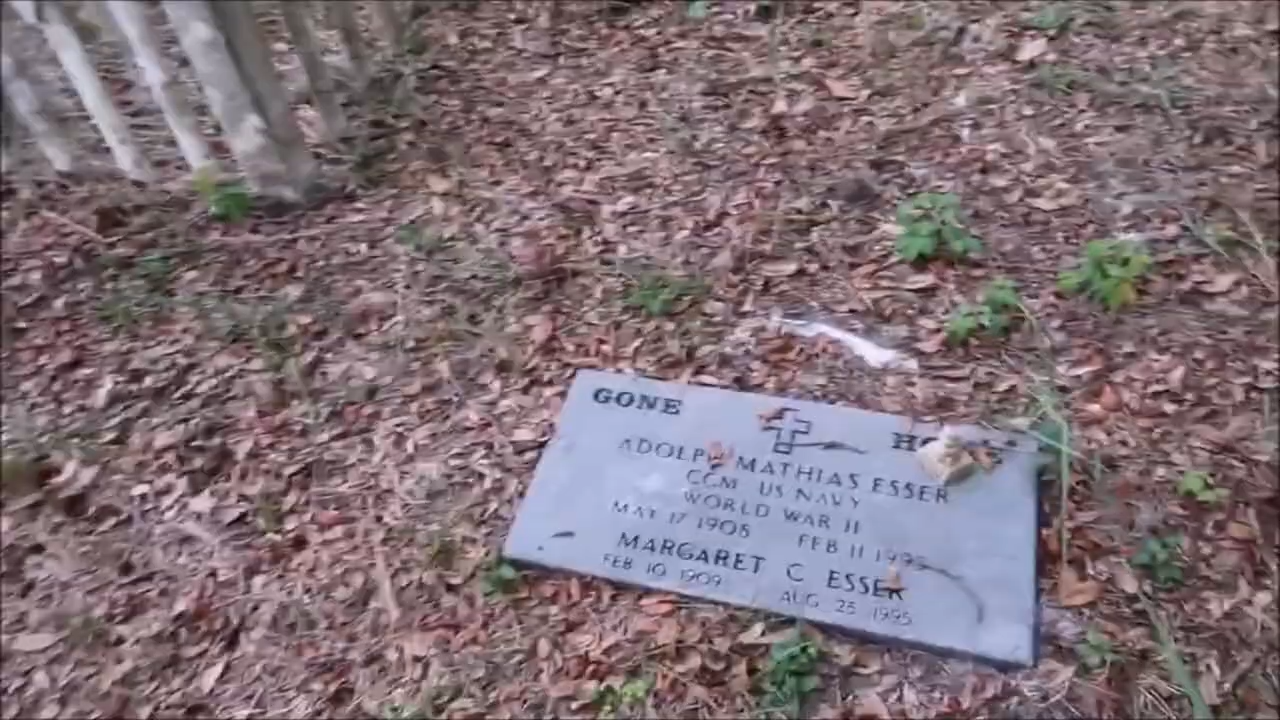 GONE
ADOLPH MATHIAS ESSER
CCM US NAVY
WORLD WAR II
MAY 17 1908 FEB 11 1995
MARGARET C ESSER
FEB 10 1909 AUG 25 1995